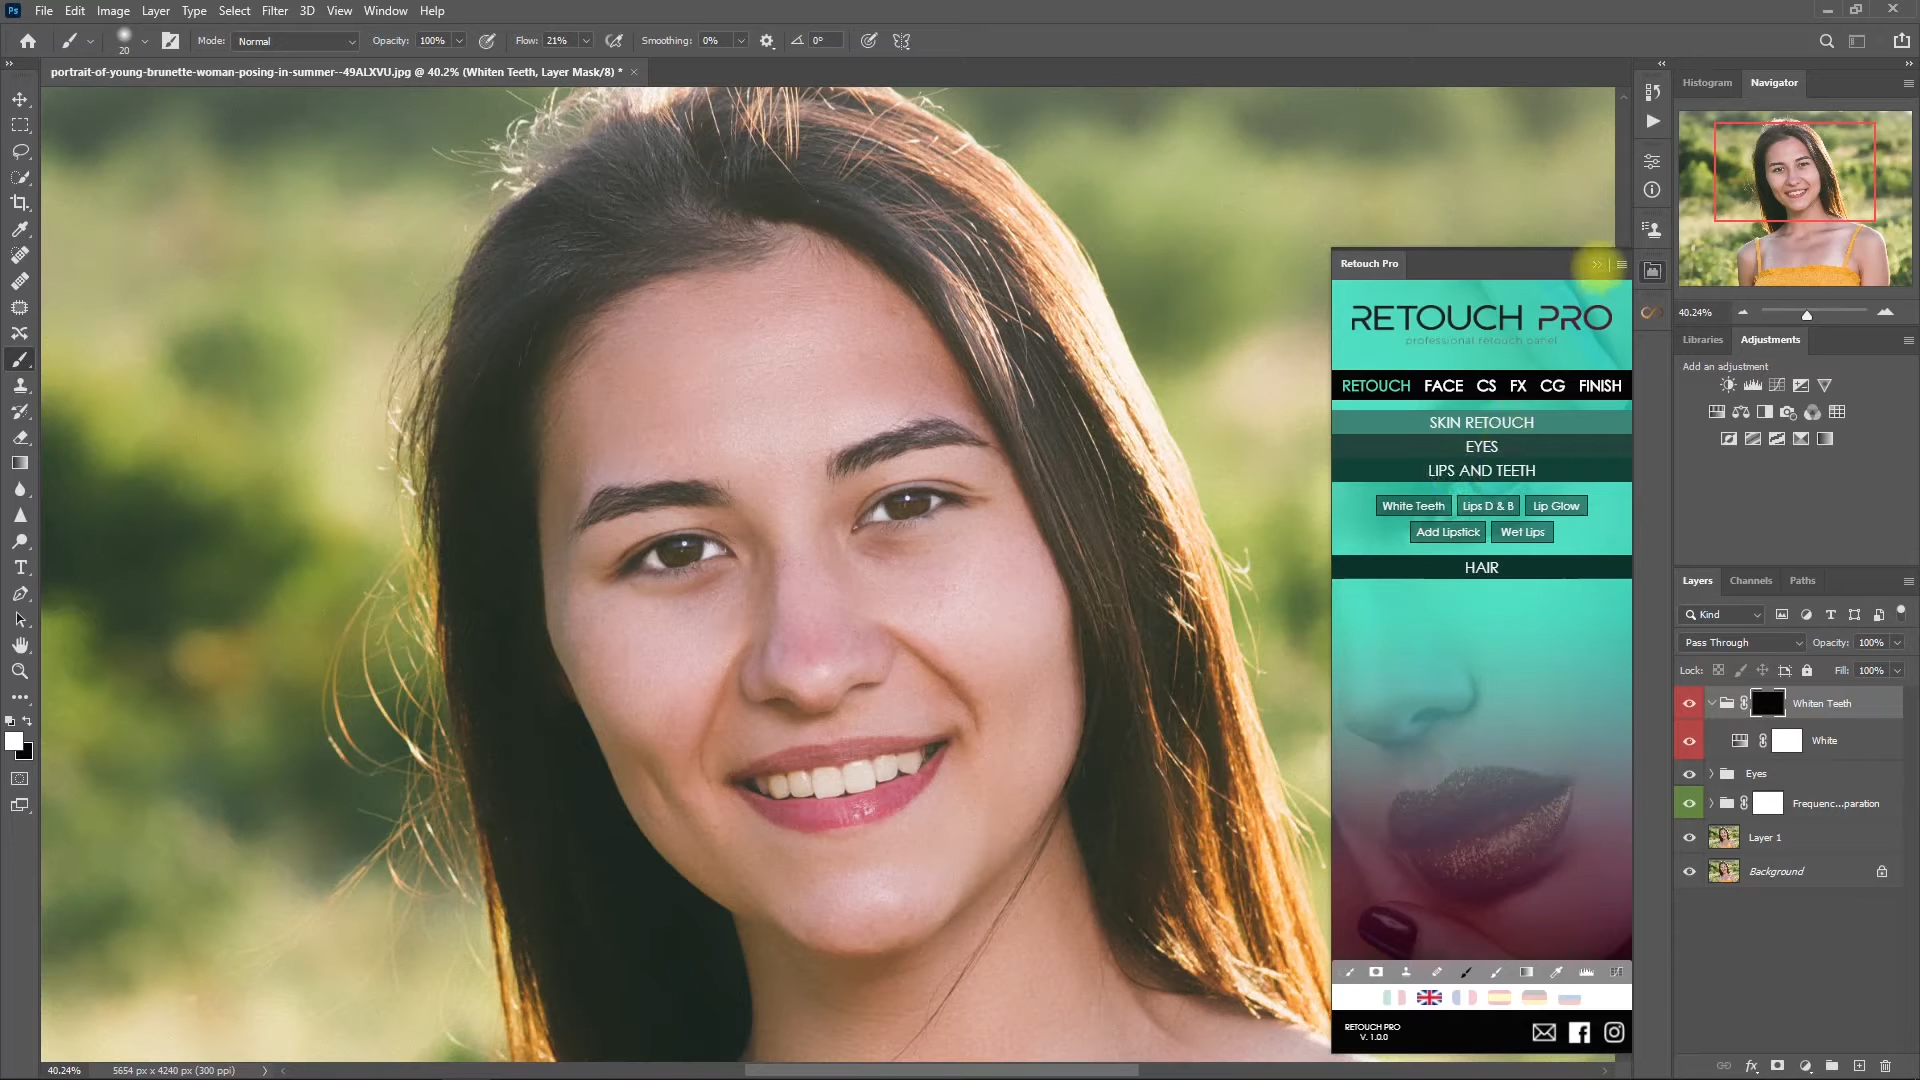 Ps File Edit Image Layer Type Select Filter 3D View Window Help
20 Mode: Normal Opacity: 100% Flow: 21% Smoothing: 0% 0°
portrait-of-young-brunette-woman-posing-in-summer--49ALXVU.jpg @ 40.2% (Whiten Teeth, Layer Mask/8) *
Histogram Navigator
40.24%
Libraries Adjustments
Add an adjustment
Retouch Pro
RETOUCH PRO
professional retouch panel
RETOUCH FACE CS FX CG FINISH
SKIN RETOUCH
EYES
LIPS AND TEETH
White Teeth Lips D & B Lip Glow
Add Lipstick Wet Lips
HAIR
RETOUCH PRO
V. 1.0.0
Layers Channels Paths
Kind
Pass Through Opacity: 100%
Lock: Fill: 100%
Whiten Teeth
White
Eyes
Frequenc...paration
Layer 1
Background
fx
40.24% 5654 px x 4240 px (300 ppi)